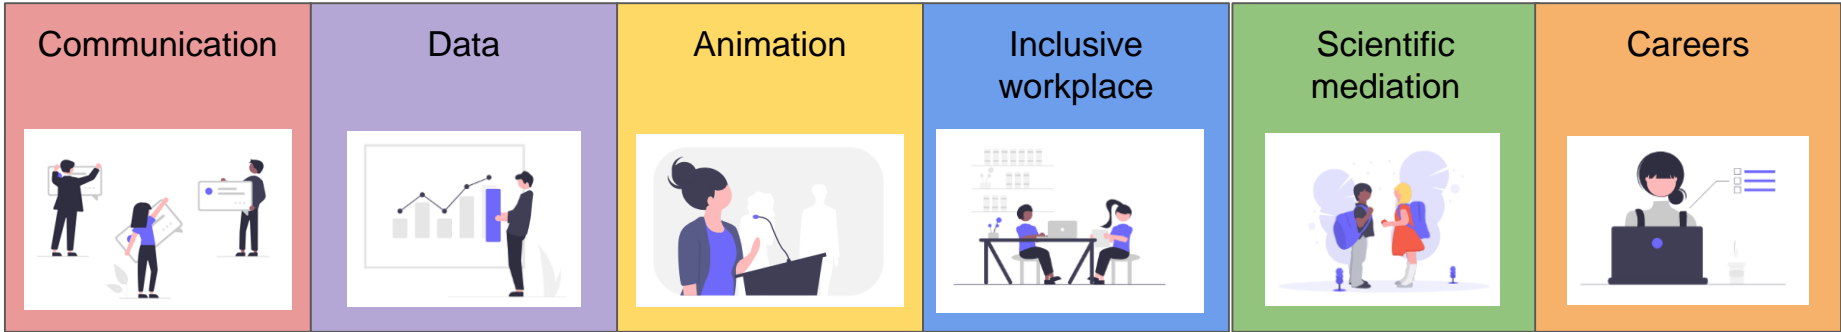 Communication
Data
Animation
Inclusive
workplace
Scientific
mediation
Careers